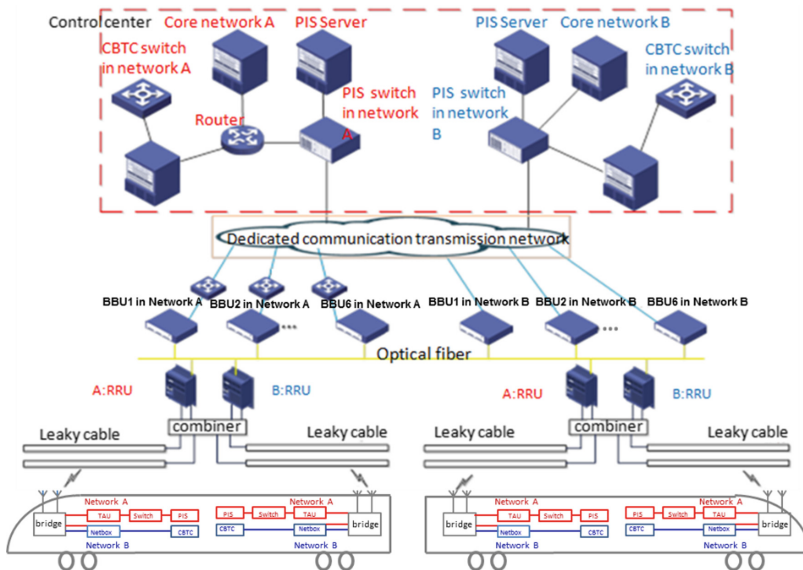 Control center
Core network A
PIS Server
PIS Server
Core network B
CBTC switch
in network A
CBTC switch
in network B
Router
PIS switch
in network
A
PIS switch
in network
B
Dedicated communication transmission network
BBU1 in Network A
BBU2 in Network A
BBU6 in Network A
BBU1 in Network B
BBU2 in Network B
BBU6 in Network B
...
...
Optical fiber
A:RRU
B:RRU
A:RRU
B:RRU
combiner
combiner
Leaky cable
Leaky cable
Leaky cable
Leaky cable
Network A
Network A
Network A
Network A
bridge
TAU
Switch
PIS
PIS
Switch
TAU
bridge
Netbox
CBTC
CBTC
Netbox
Network B
bridge
TAU
Switch
PIS
PIS
Switch
TAU
bridge
Netbox
CBTC
CBTC
Netbox
Network B